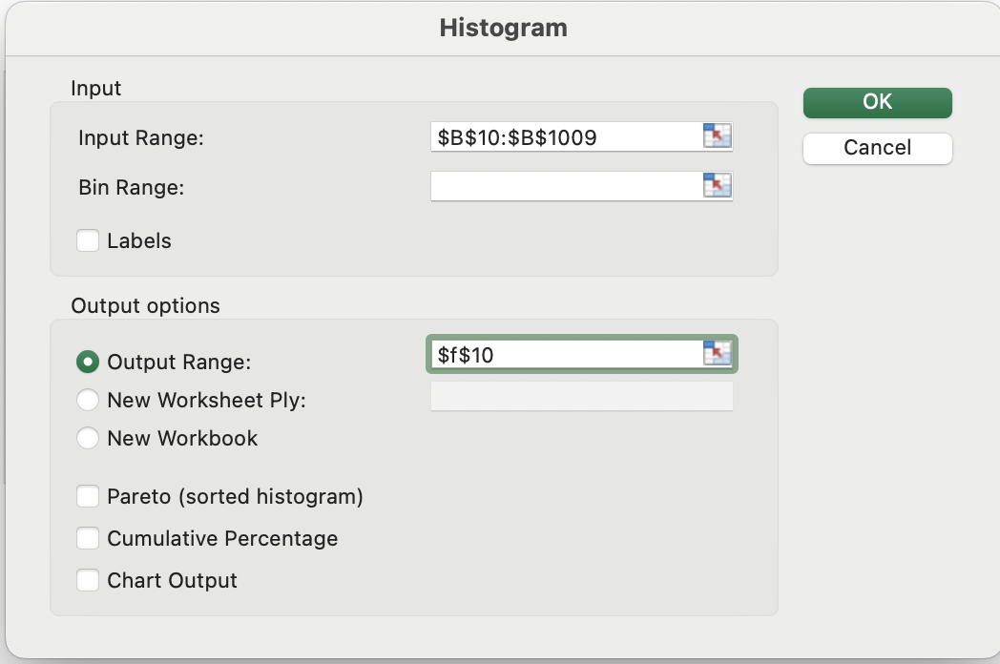 Histogram
Input
OK
Input Range: $B$10:$B$1009
Cancel
Bin Range:
Labels
Output options
Output Range: $f$10
New Worksheet Ply:
New Workbook
Pareto (sorted histogram)
Cumulative Percentage
Chart Output